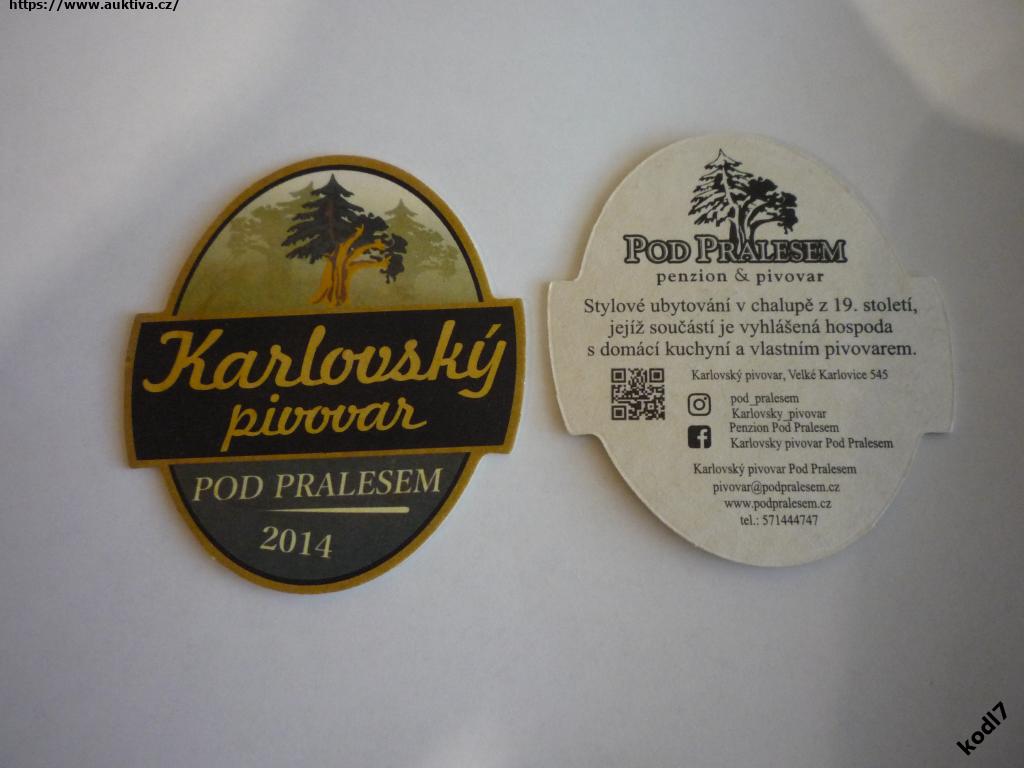 https://www.auktiva.cz/
Karlovský
pivovar
POD PRALESEM
2014
POD PRALESEM
penzion & pivovar
Stylové ubytování v chalupě z 19. století,
jejíž součástí je vyhlášená hospoda
s domácí kuchyní a vlastním pivovarem.
Karlovský pivovar, Velké Karlovice 545
pod_pralesem
Karlovsky_pivovar
Penzion Pod Pralesem
Karlovsky pivovar Pod Pralesem
Karlovský pivovar Pod Pralesem
pivovar@podpralesem.cz
www.podpralesem.cz
tel.: 571444747
kodl7